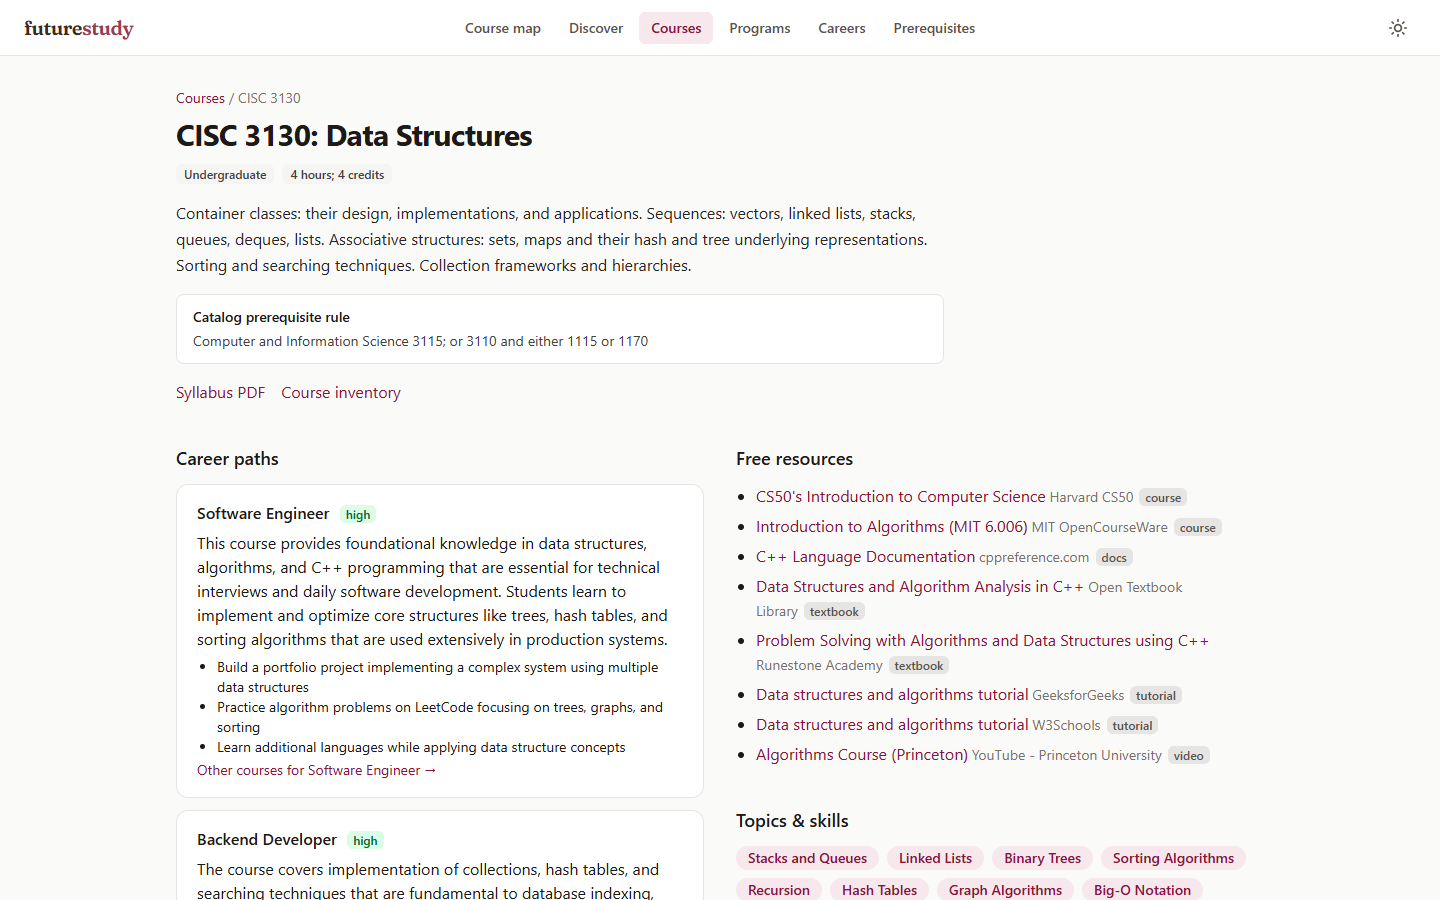 futurestudy
Course map
Discover
Courses
Programs
Careers
Prerequisites
Courses / CISC 3130
CISC 3130: Data Structures
Undergraduate
4 hours; 4 credits
Container classes: their design, implementations, and applications. Sequences: vectors, linked lists, stacks,
queues, deques, lists. Associative structures: sets, maps and their hash and tree underlying representations.
Sorting and searching techniques. Collection frameworks and hierarchies.
Catalog prerequisite rule
Computer and Information Science 3115; or 3110 and either 1115 or 1170
Syllabus PDF
Course inventory
Career paths
Software Engineer high
This course provides foundational knowledge in data structures,
algorithms, and C++ programming that are essential for technical
interviews and daily software development. Students learn to
implement and optimize core structures like trees, hash tables, and
sorting algorithms that are used extensively in production systems.
• Build a portfolio project implementing a complex system using multiple
data structures
• Practice algorithm problems on LeetCode focusing on trees, graphs, and
sorting
• Learn additional languages while applying data structure concepts
Other courses for Software Engineer →
Backend Developer high
The course covers implementation of collections, hash tables, and
searching techniques that are fundamental to database indexing,
Free resources
• CS50's Introduction to Computer Science Harvard CS50 course
• Introduction to Algorithms (MIT 6.006) MIT OpenCourseWare course
• C++ Language Documentation cppreference.com docs
• Data Structures and Algorithm Analysis in C++ Open Textbook
Library textbook
• Problem Solving with Algorithms and Data Structures using C++
Runestone Academy textbook
• Data structures and algorithms tutorial GeeksforGeeks tutorial
• Data structures and algorithms tutorial W3Schools tutorial
• Algorithms Course (Princeton) YouTube - Princeton University video
Topics & skills
Stacks and Queues
Linked Lists
Binary Trees
Sorting Algorithms
Recursion
Hash Tables
Graph Algorithms
Big-O Notation